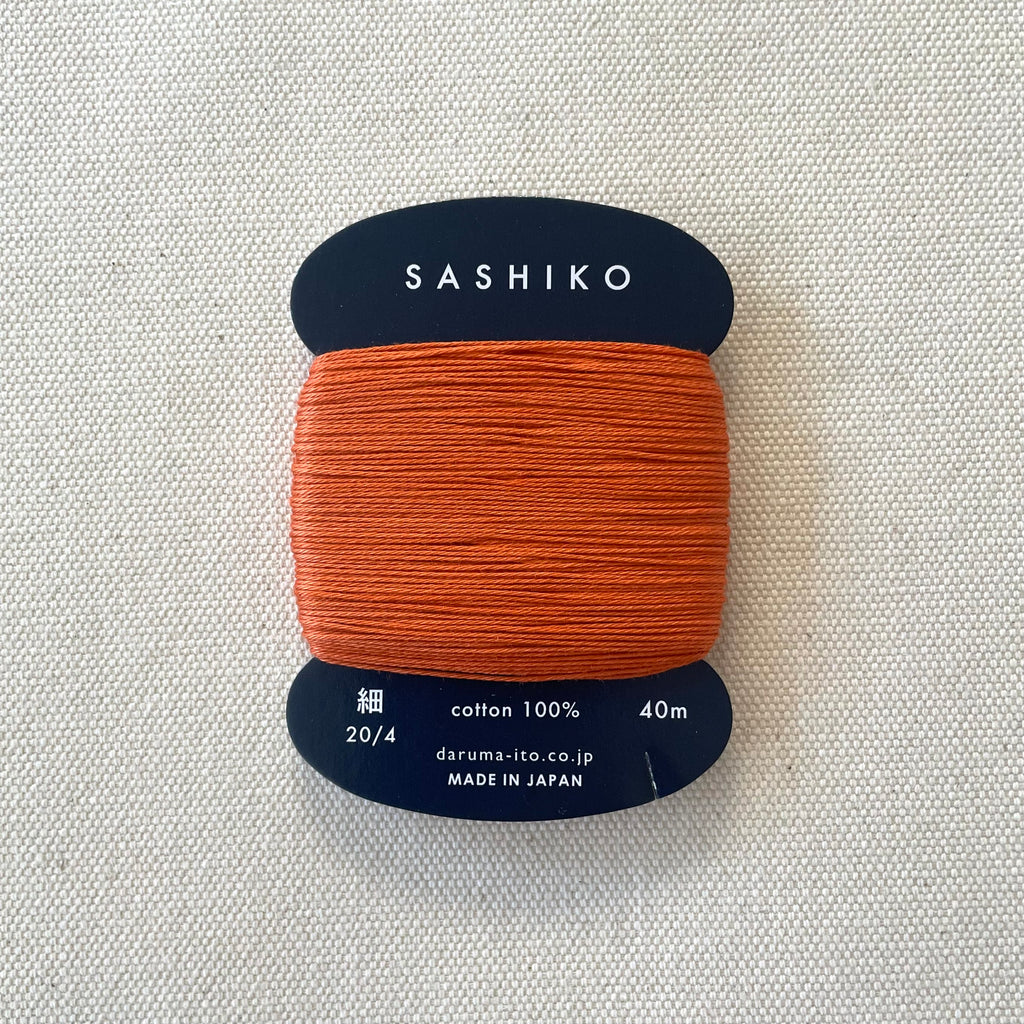 SASHIKO
細 cotton 100% 40m
20/4
daruma-ito.co.jp
MADE IN JAPAN